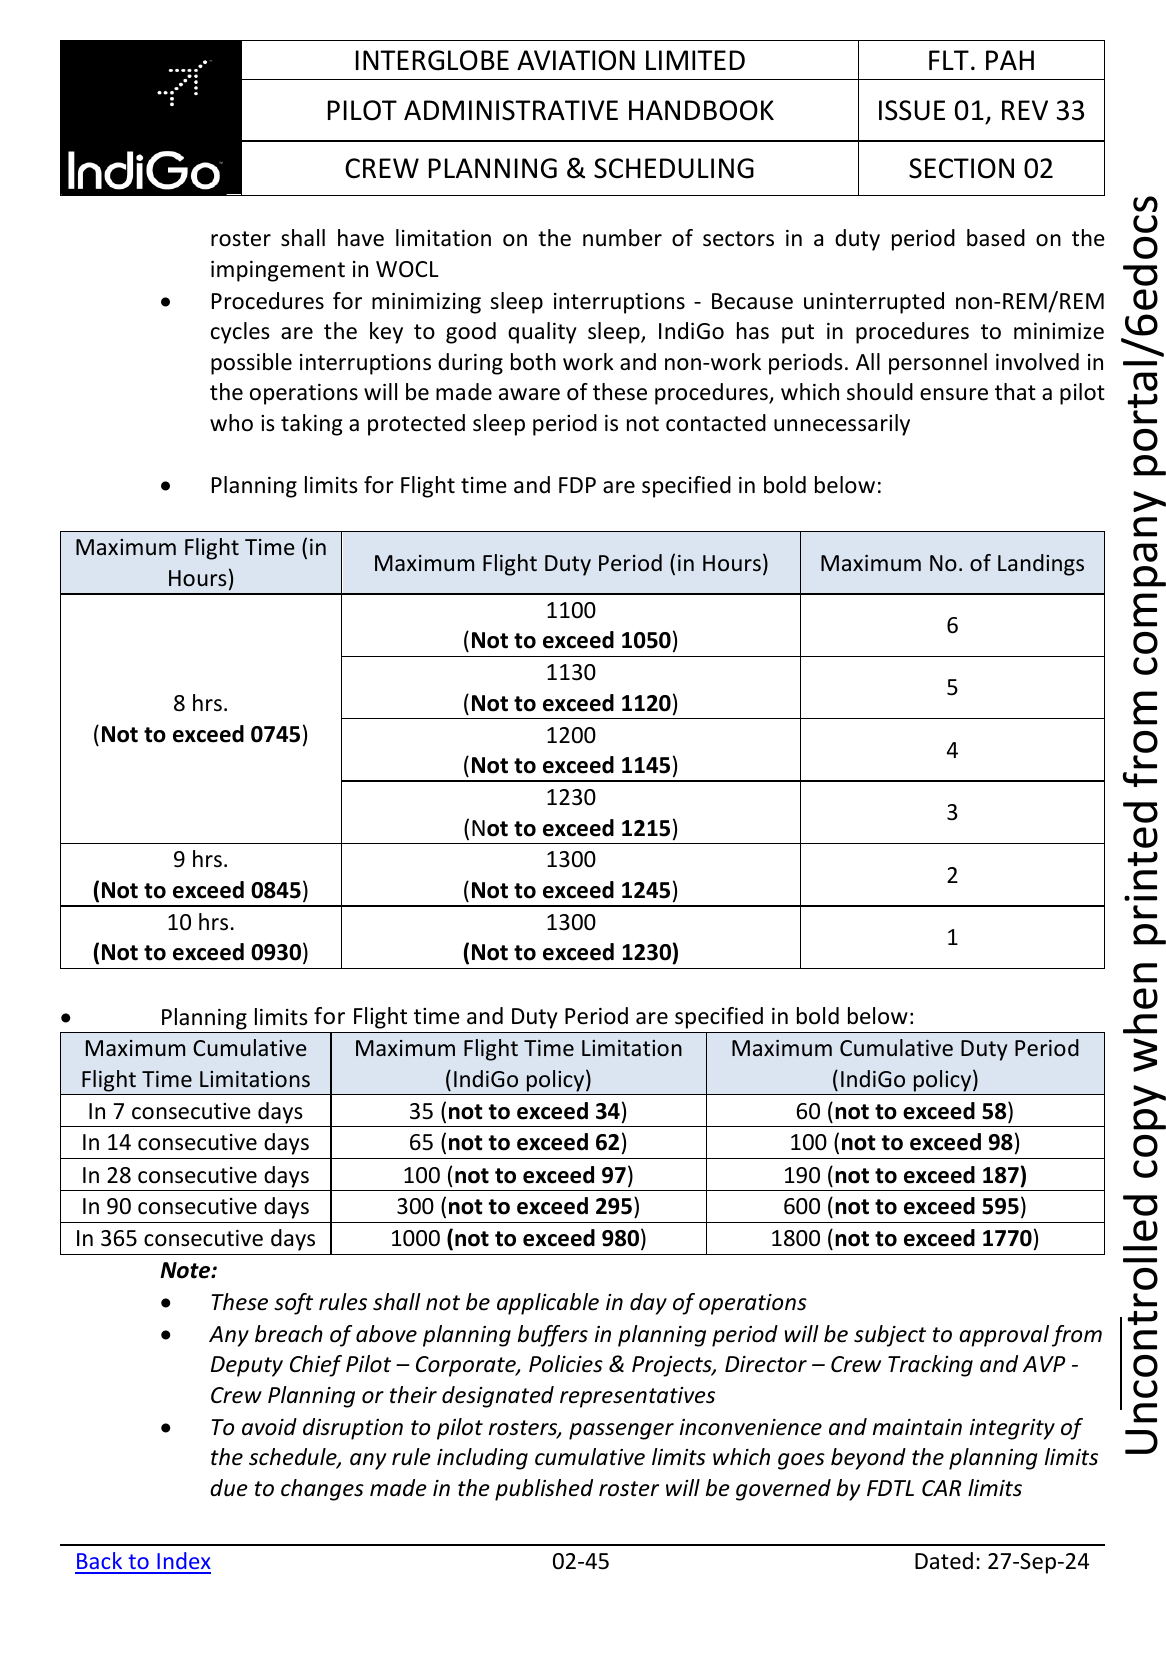 INTERGLOBE AVIATION LIMITED
FLT. PAH
PILOT ADMINISTRATIVE HANDBOOK
ISSUE 01, REV 33
IndiGo
CREW PLANNING & SCHEDULING
SECTION 02
roster shall have limitation on the number of sectors in a duty period based on the
impingement in WOCL
• Procedures for minimizing sleep interruptions - Because uninterrupted non-REM/REM
cycles are the key to good quality sleep, IndiGo has put in procedures to minimize
possible interruptions during both work and non-work periods. All personnel involved in
the operations will be made aware of these procedures, which should ensure that a pilot
who is taking a protected sleep period is not contacted unnecessarily
• Planning limits for Flight time and FDP are specified in bold below:
Maximum Flight Time (in
Hours)
Maximum Flight Duty Period (in Hours)
Maximum No. of Landings
8 hrs.
(Not to exceed 0745)
1100
(Not to exceed 1050)
6
1130
(Not to exceed 1120)
5
1200
(Not to exceed 1145)
4
1230
(Not to exceed 1215)
3
9 hrs.
(Not to exceed 0845)
1300
(Not to exceed 1245)
2
10 hrs.
(Not to exceed 0930)
1300
(Not to exceed 1230)
1
• Planning limits for Flight time and Duty Period are specified in bold below:
Maximum Cumulative
Flight Time Limitations
Maximum Flight Time Limitation
(IndiGo policy)
Maximum Cumulative Duty Period
(IndiGo policy)
In 7 consecutive days
35 (not to exceed 34)
60 (not to exceed 58)
In 14 consecutive days
65 (not to exceed 62)
100 (not to exceed 98)
In 28 consecutive days
100 (not to exceed 97)
190 (not to exceed 187)
In 90 consecutive days
300 (not to exceed 295)
600 (not to exceed 595)
In 365 consecutive days
1000 (not to exceed 980)
1800 (not to exceed 1770)
Note:
• These soft rules shall not be applicable in day of operations
• Any breach of above planning buffers in planning period will be subject to approval from
Deputy Chief Pilot – Corporate, Policies & Projects, Director – Crew Tracking and AVP -
Crew Planning or their designated representatives
• To avoid disruption to pilot rosters, passenger inconvenience and maintain integrity of
the schedule, any rule including cumulative limits which goes beyond the planning limits
due to changes made in the published roster will be governed by FDTL CAR limits
Back to Index
02-45
Dated: 27-Sep-24
Uncontrolled copy when printed from company portal/6edocs